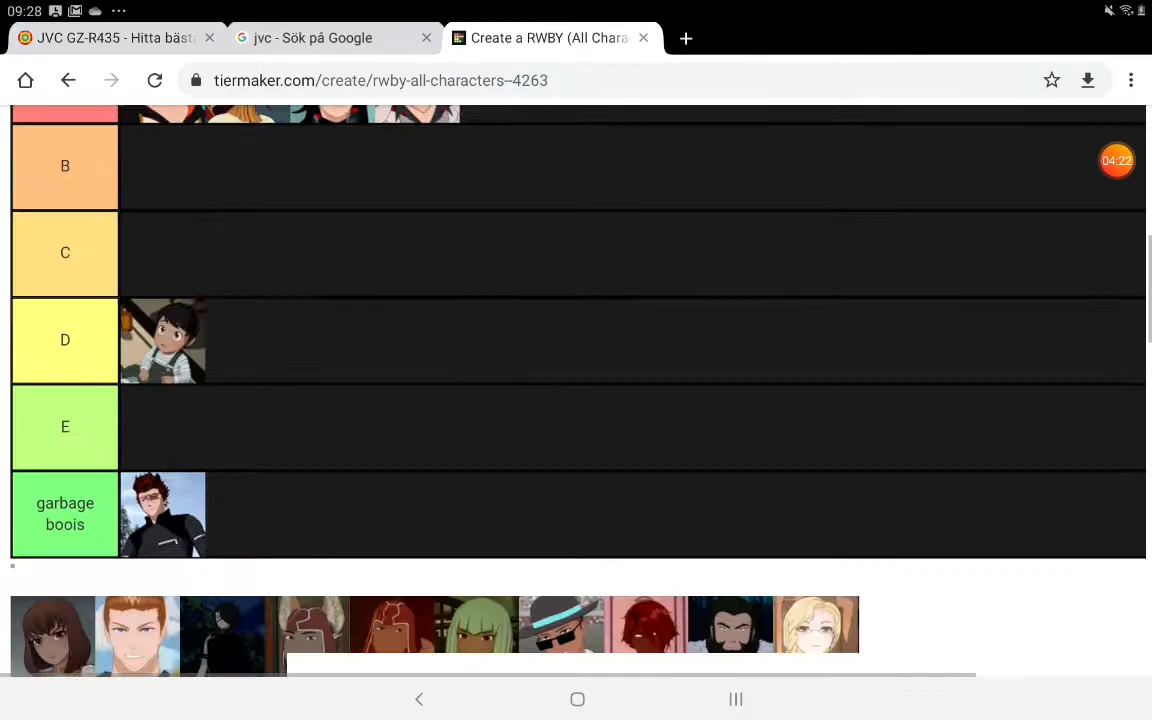 09:28
JVC GZ-R435 - Hitta bäst
jvc - Sök på Google
Create a RWBY (All Chara
tiermaker.com/create/rwby-all-characters--4263
04:22
B
C
D
E
garbage
boois